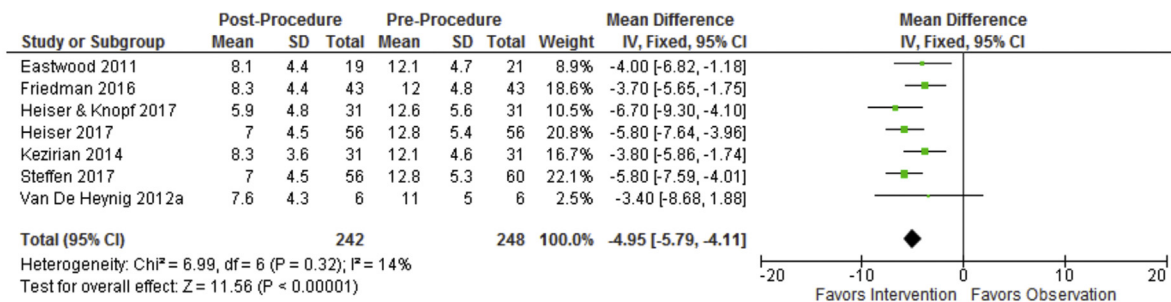 Post-Procedure Pre-Procedure Mean Difference Mean Difference
Study or Subgroup Mean SD Total Mean SD Total Weight IV, Fixed, 95% CI IV, Fixed, 95% CI
Eastwood 2011 8.1 4.4 19 12.1 4.7 21 8.9% -4.00 [-6.82, -1.18]
Friedman 2016 8.3 4.4 43 12 4.8 43 18.6% -3.70 [-5.65, -1.75]
Heiser & Knopf 2017 5.9 4.8 31 12.6 5.6 31 10.5% -6.70 [-9.30, -4.10]
Heiser 2017 7 4.5 56 12.8 5.4 56 20.8% -5.80 [-7.64, -3.96]
Kezirian 2014 8.3 3.6 31 12.1 4.6 31 16.7% -3.80 [-5.86, -1.74]
Steffen 2017 7 4.5 56 12.8 5.3 60 22.1% -5.80 [-7.59, -4.01]
Van De Heynig 2012a 7.6 4.3 6 11 5 6 2.5% -3.40 [-8.68, 1.88]
Total (95% CI) 242 248 100.0% -4.95 [-5.79, -4.11]
Heterogeneity: Chi² = 6.99, df = 6 (P = 0.32); I² = 14%
Test for overall effect: Z = 11.56 (P < 0.00001)
-20 -10 0 10 20
Favors Intervention Favors Observation